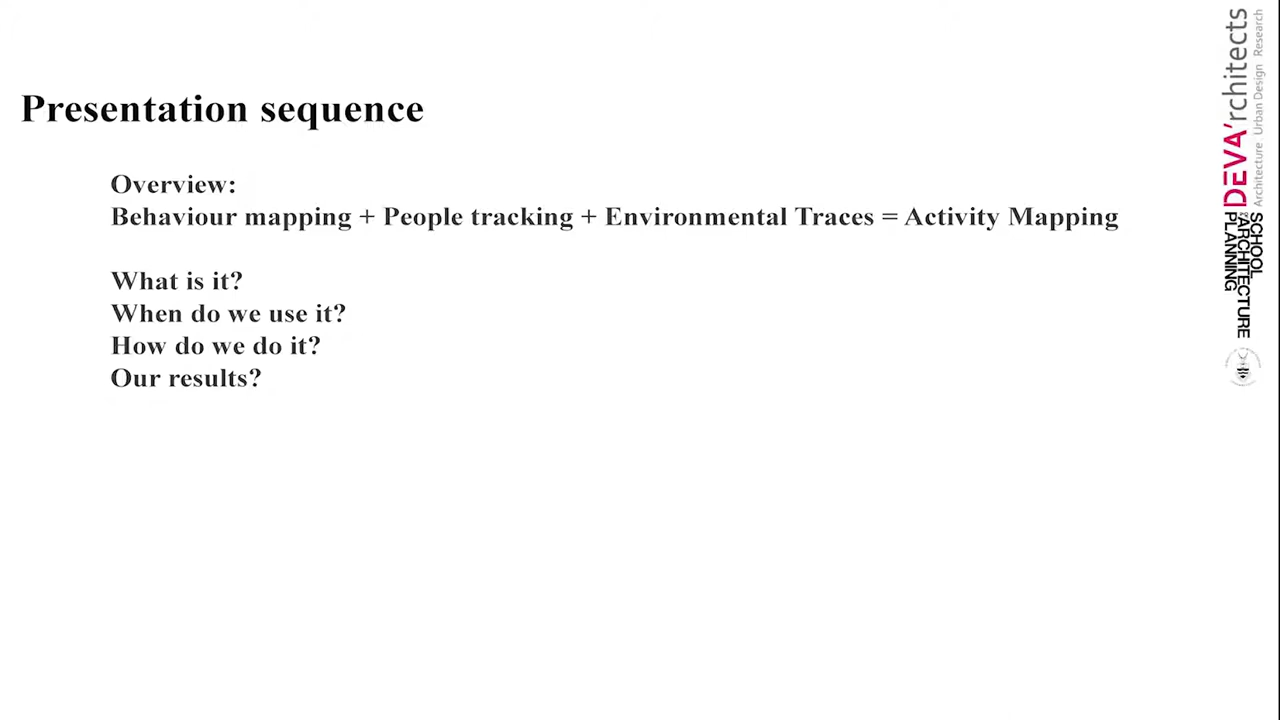 Presentation sequence
Overview:
Behaviour mapping + People tracking + Environmental Traces = Activity Mapping
What is it?
When do we use it?
How do we do it?
Our results?
DEVA'rchitects
Architecture Urban Design Research
SCHOOL
ARCHITECTURE
PLANNING